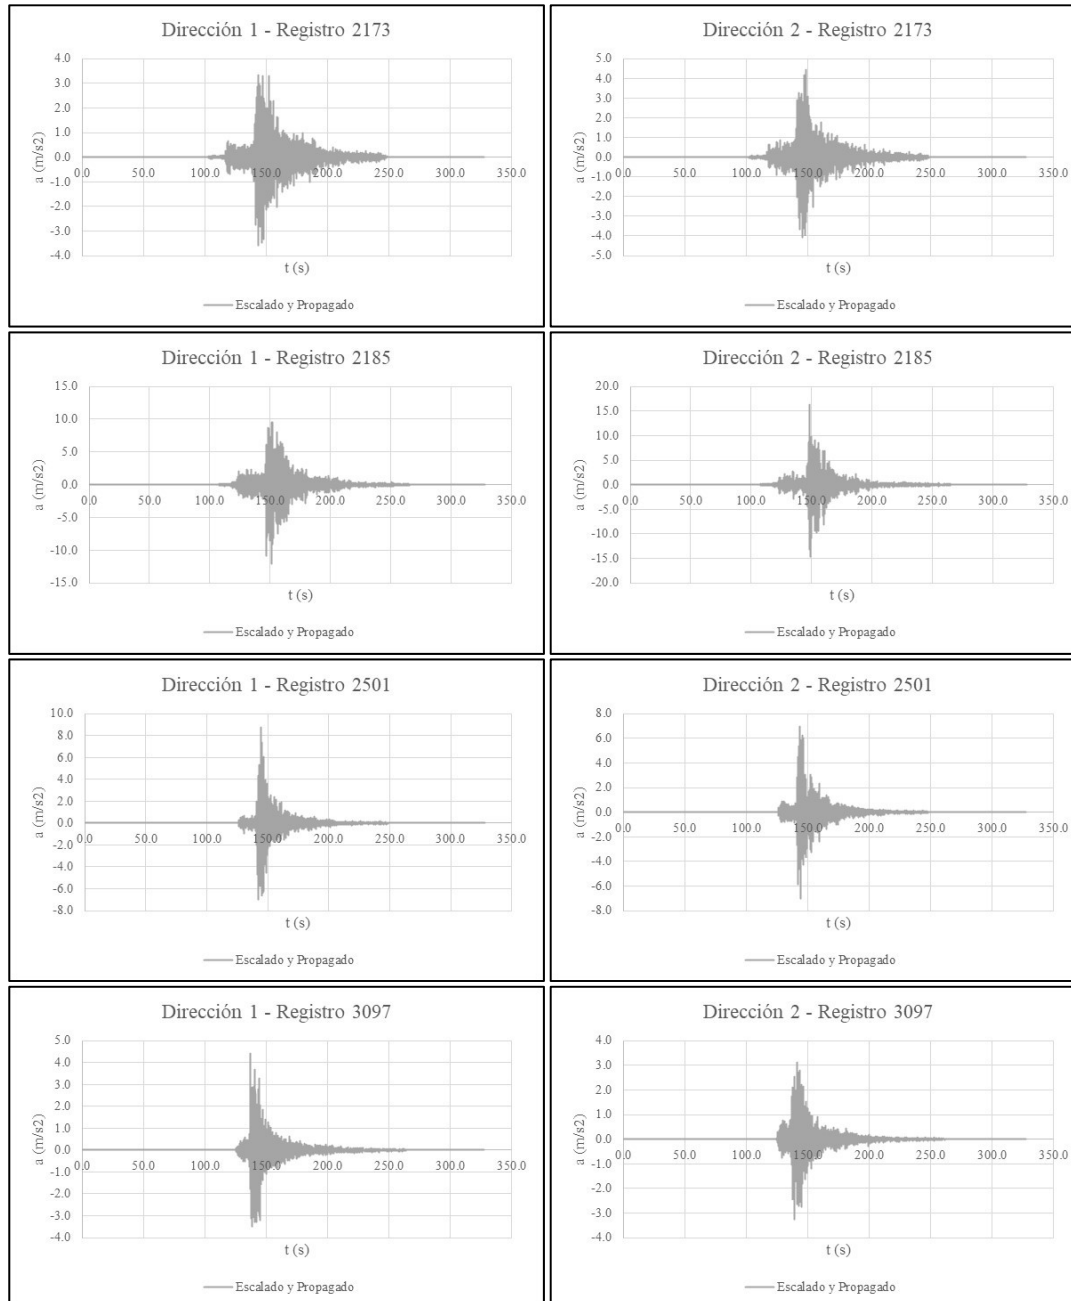 Dirección 1 - Registro 2173
4.0
3.0
2.0
1.0
0.0
-1.0
-2.0
-3.0
-4.0
0.0 50.0 100.0 150.0 200.0 250.0 300.0 350.0
a (m/s2)
t (s)
Escalado y Propagado
Dirección 2 - Registro 2173
5.0
4.0
3.0
2.0
1.0
0.0
-1.0
-2.0
-3.0
-4.0
-5.0
0.0 50.0 100.0 150.0 200.0 250.0 300.0 350.0
a (m/s2)
t (s)
Escalado y Propagado
Dirección 1 - Registro 2185
15.0
10.0
5.0
0.0
-5.0
-10.0
-15.0
0.0 50.0 100.0 150.0 200.0 250.0 300.0 350.0
a (m/s2)
t (s)
Escalado y Propagado
Dirección 2 - Registro 2185
20.0
15.0
10.0
5.0
0.0
-5.0
-10.0
-15.0
-20.0
0.0 50.0 100.0 150.0 200.0 250.0 300.0 350.0
a (m/s2)
t (s)
Escalado y Propagado
Dirección 1 - Registro 2501
10.0
8.0
6.0
4.0
2.0
0.0
-2.0
-4.0
-6.0
-8.0
0.0 50.0 100.0 150.0 200.0 250.0 300.0 350.0
a (m/s2)
t (s)
Escalado y Propagado
Dirección 2 - Registro 2501
8.0
6.0
4.0
2.0
0.0
-2.0
-4.0
-6.0
-8.0
0.0 50.0 100.0 150.0 200.0 250.0 300.0 350.0
a (m/s2)
t (s)
Escalado y Propagado
Dirección 1 - Registro 3097
5.0
4.0
3.0
2.0
1.0
0.0
-1.0
-2.0
-3.0
-4.0
0.0 50.0 100.0 150.0 200.0 250.0 300.0 350.0
a (m/s2)
t (s)
Escalado y Propagado
Dirección 2 - Registro 3097
4.0
3.0
2.0
1.0
0.0
-1.0
-2.0
-3.0
-4.0
0.0 50.0 100.0 150.0 200.0 250.0 300.0 350.0
a (m/s2)
t (s)
Escalado y Propagado